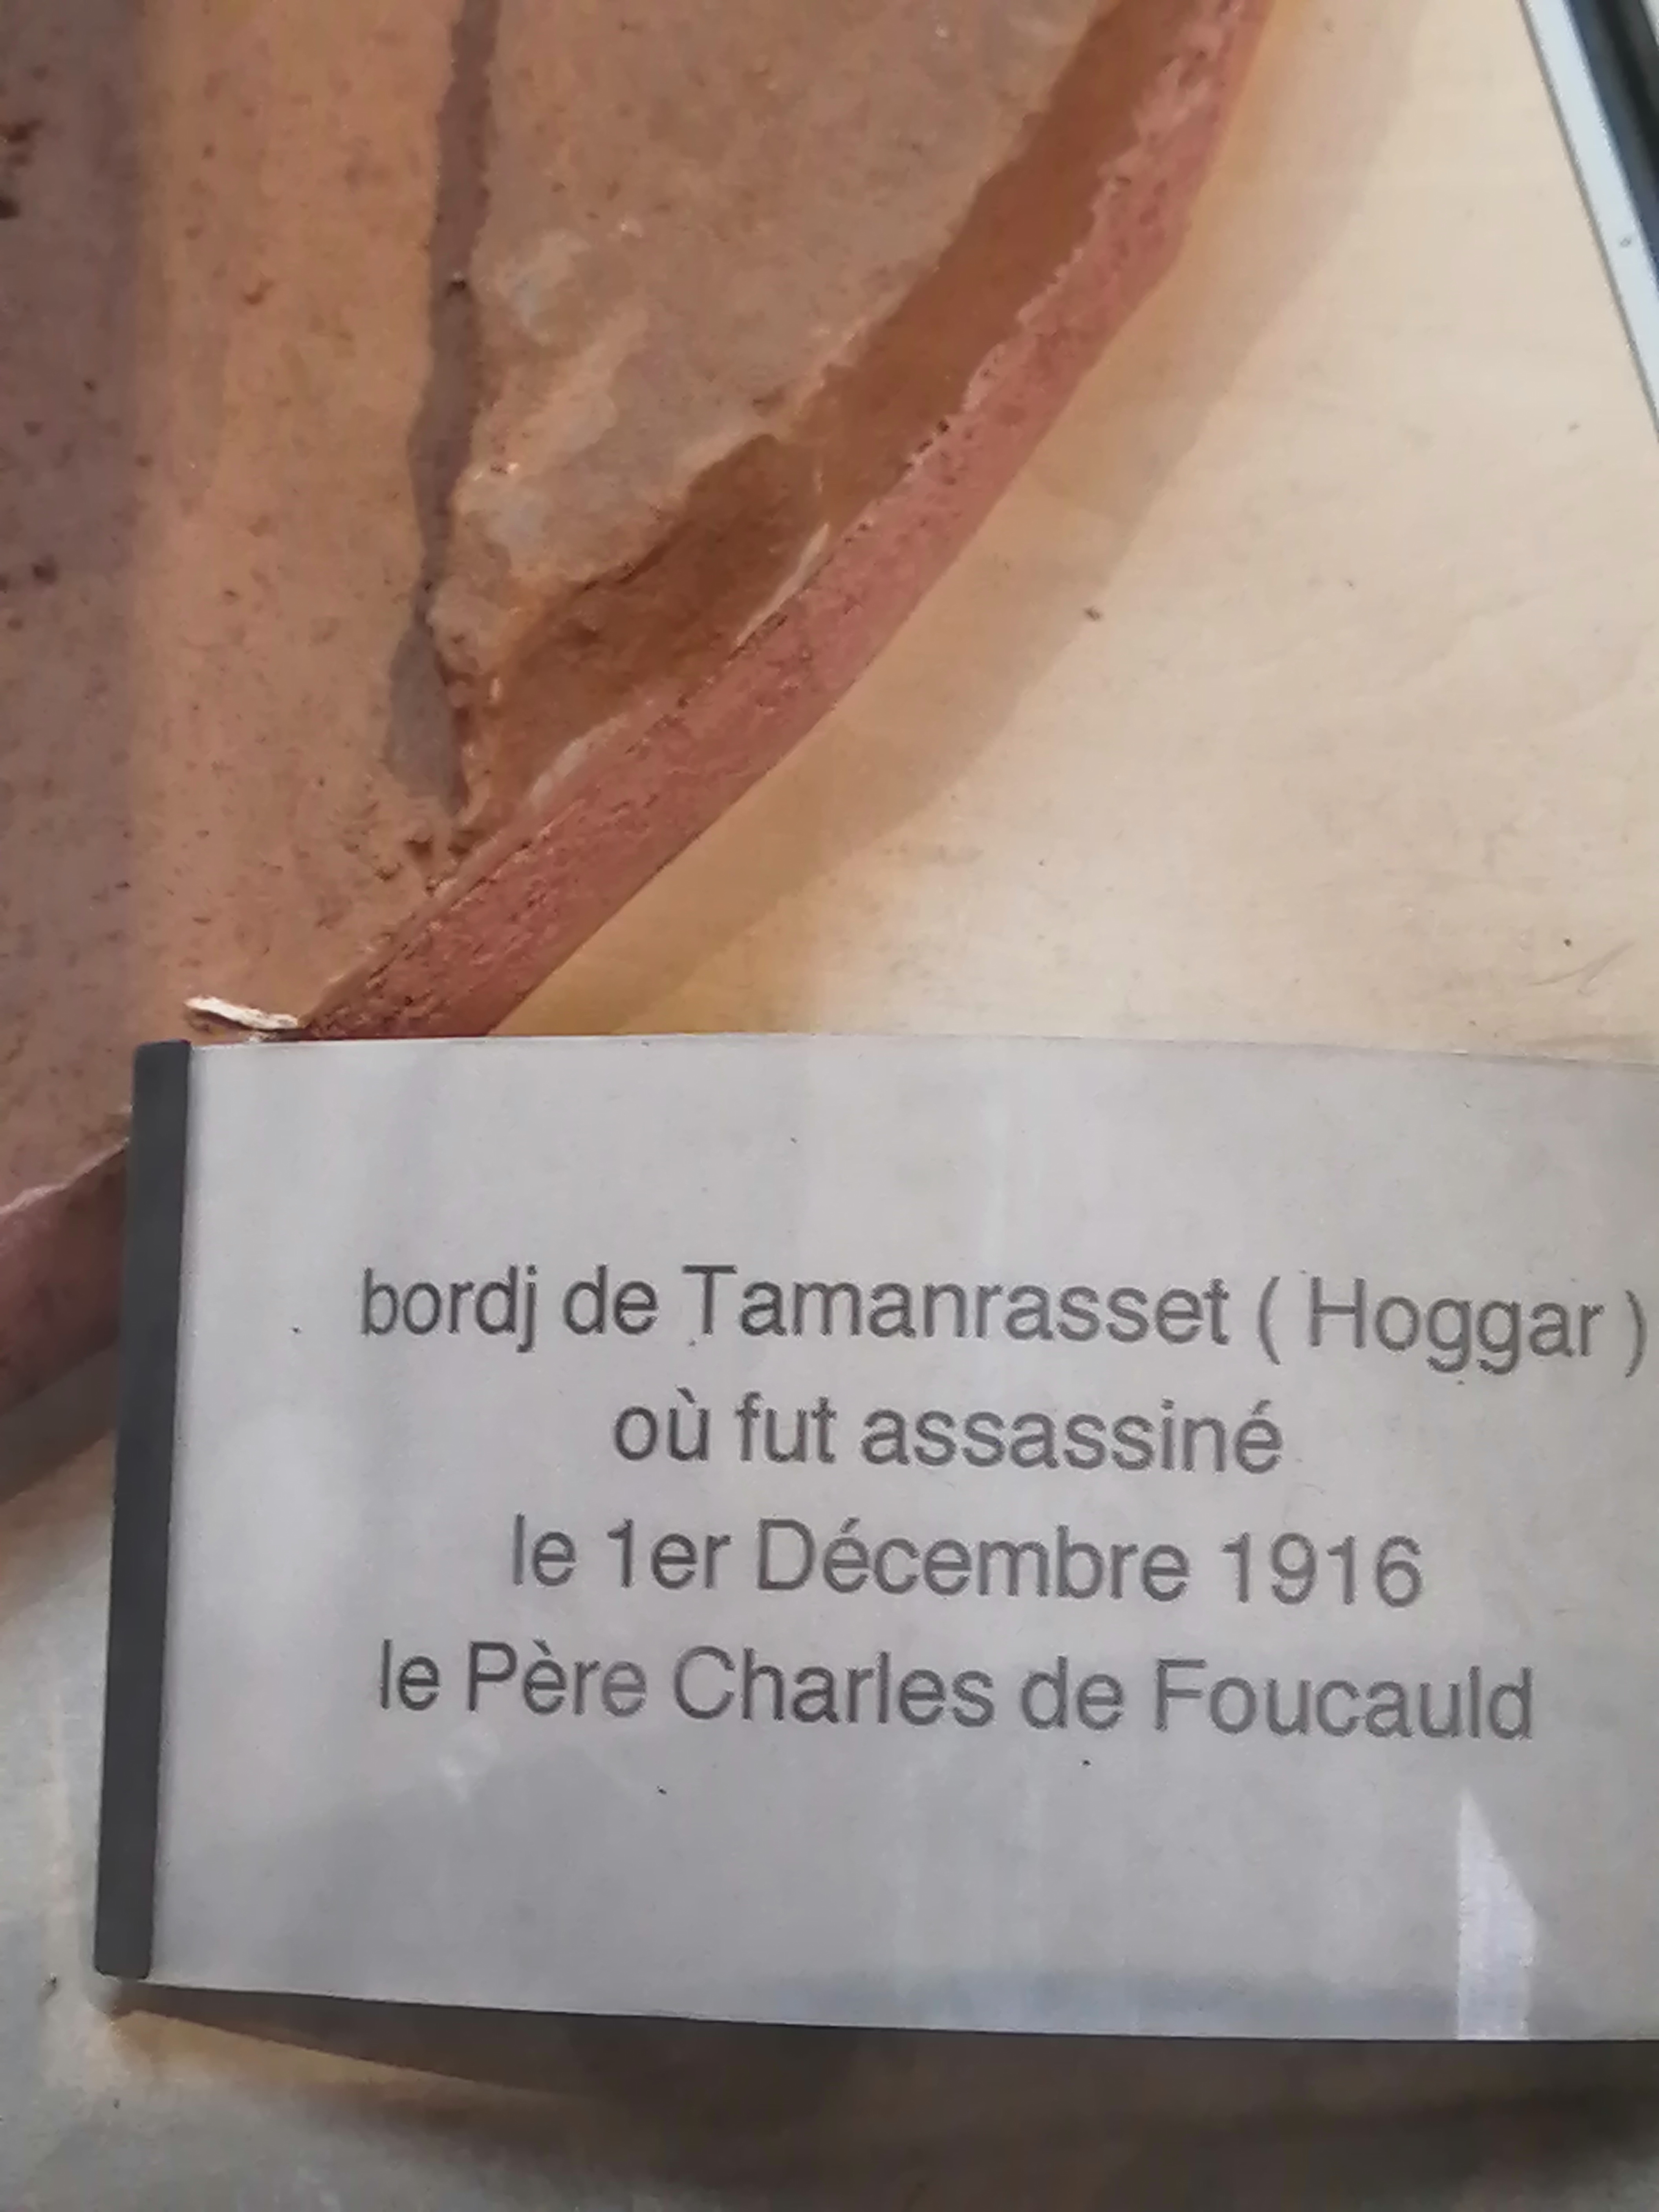 bordj de Tamanrasset ( Hoggar )
où fut assassiné
le 1er Décembre 1916
le Père Charles de Foucauld